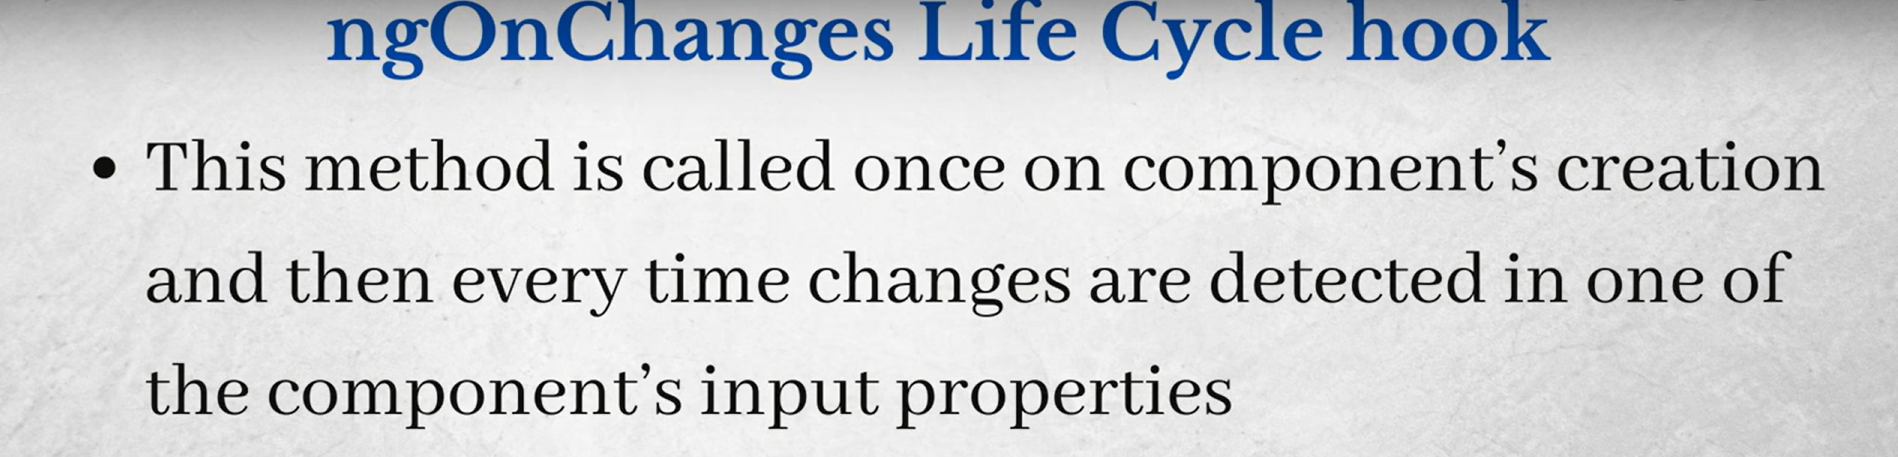 ngOnChanges Life Cycle hook
• This method is called once on component’s creation
and then every time changes are detected in one of
the component’s input properties